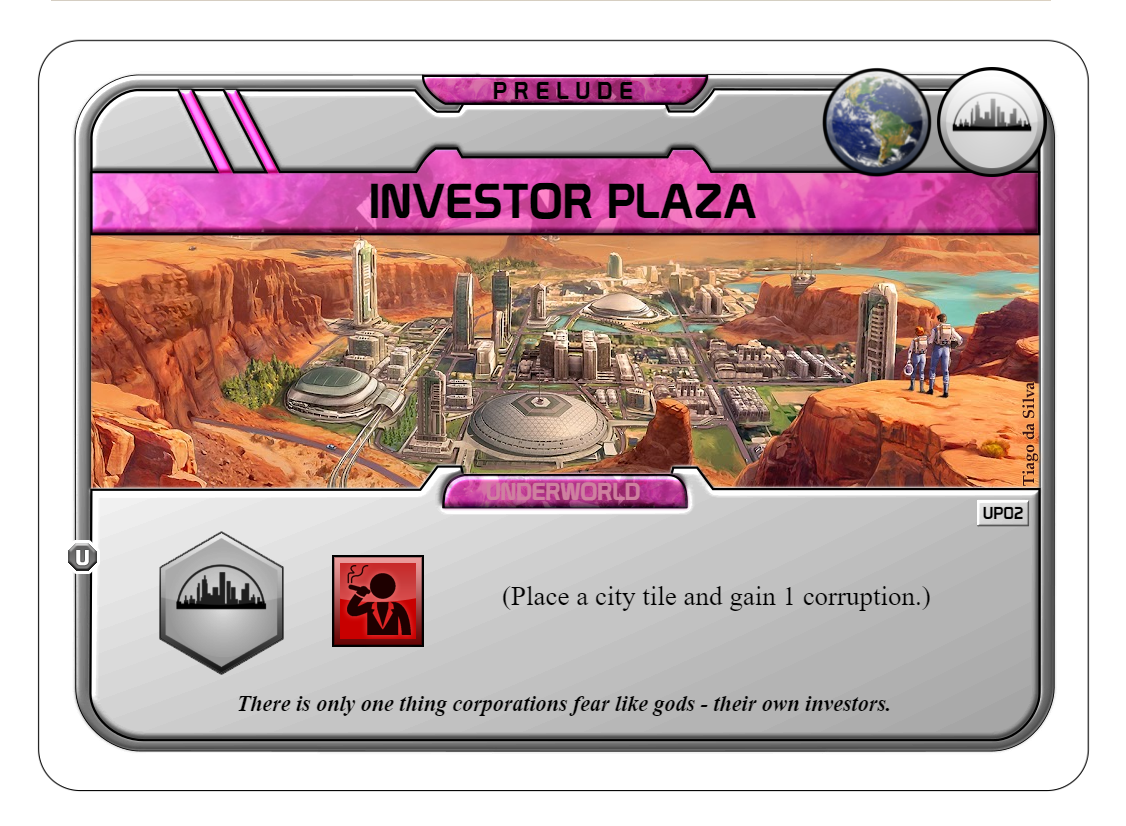 PRELUDE
INVESTOR PLAZA
Tiago da Silva
UNDERWORLD
UP02
U
(Place a city tile and gain 1 corruption.)
There is only one thing corporations fear like gods - their own investors.